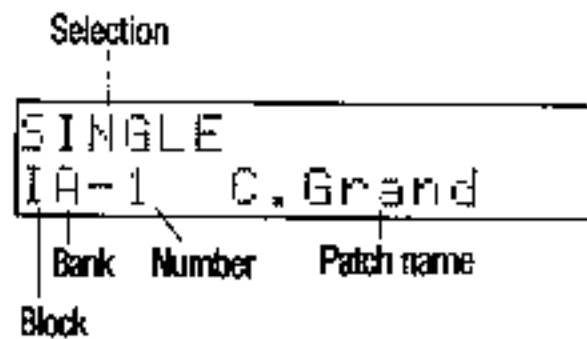 Selection
SINGLE
IA-1 C.Grand
Bank Number Patch name
Block